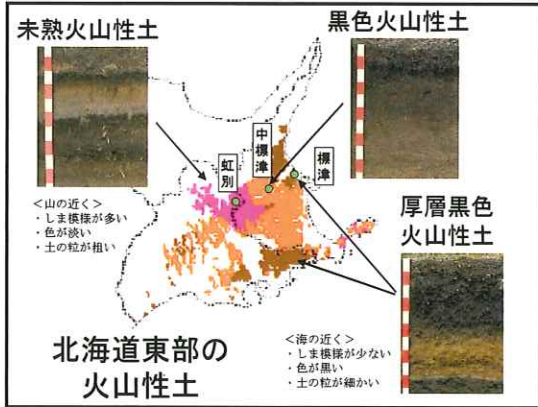 未熟火山性土
黒色火山性土
虹別
中標津
標津
<山の近く>
・しま模様が多い
・色が淡い
・土の粒が粗い
厚層黒色
火山性土
<海の近く>
・しま模様が少ない
・色が黒い
・土の粒が細かい
北海道東部の
火山性土